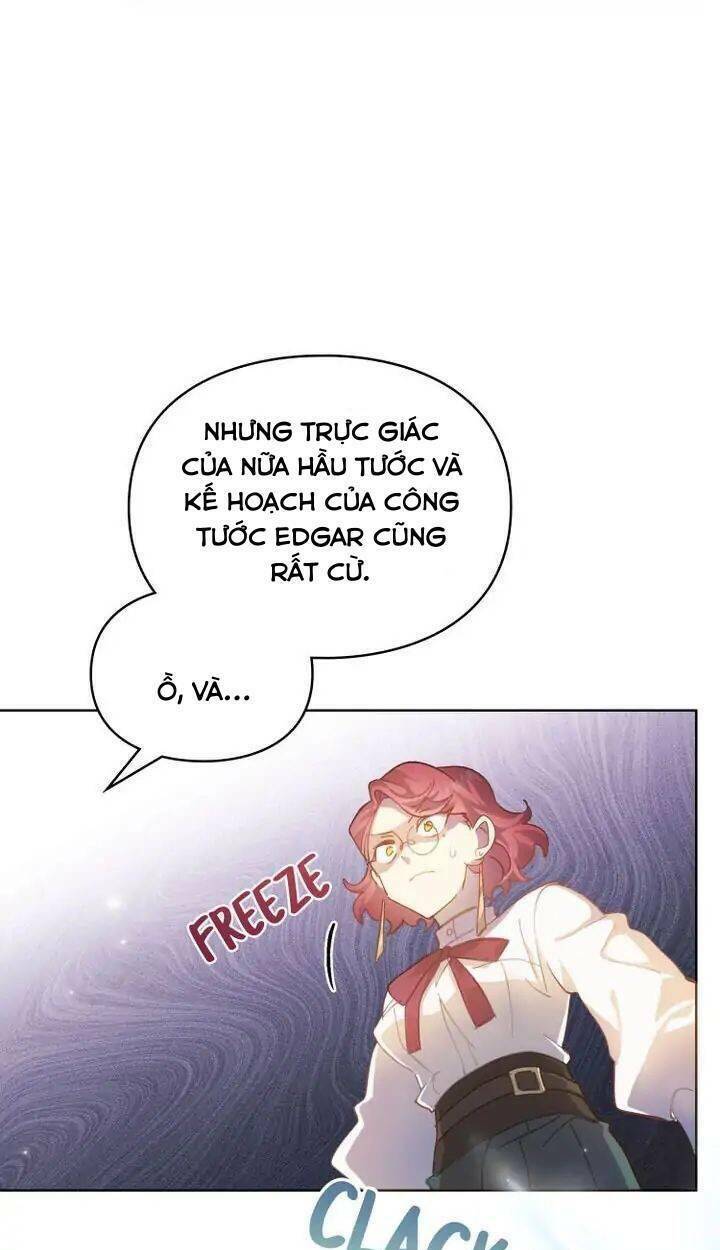 NHƯNG TRỰC GIÁC
CỦA NỮA HẦU TƯỚC VÀ
KẾ HOẠCH CỦA CÔNG
TƯỚC EDGAR CŨNG
RẤT CỪ.
Ồ, VÀ...
FREEZE
CLACK